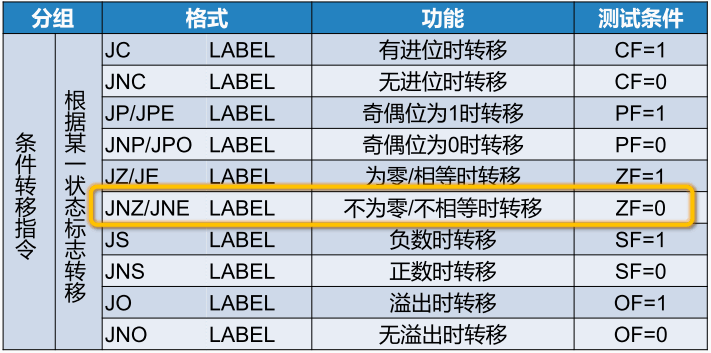 分组 格式 功能 测试条件
条件转移指令
根据某一状态标志转移
JC LABEL 有进位时转移 CF=1
JNC LABEL 无进位时转移 CF=0
JP/JPE LABEL 奇偶位为1时转移 PF=1
JNP/JPO LABEL 奇偶位为0时转移 PF=0
JZ/JE LABEL 为零/相等时转移 ZF=1
JNZ/JNE LABEL 不为零/不相等时转移 ZF=0
JS LABEL 负数时转移 SF=1
JNS LABEL 正数时转移 SF=0
JO LABEL 溢出时转移 OF=1
JNO LABEL 无溢出时转移 OF=0